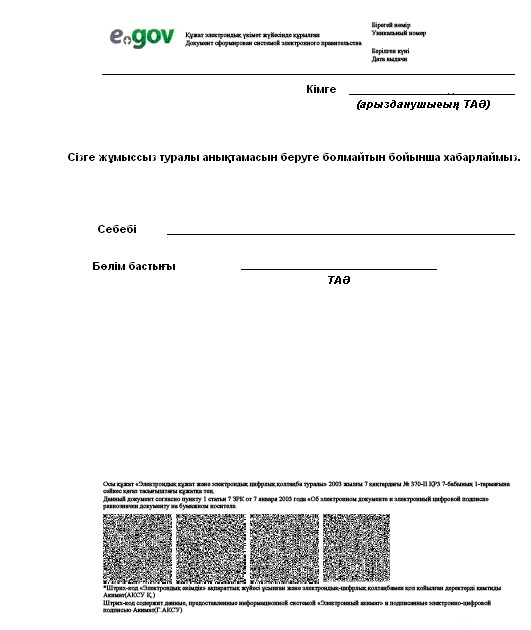 e.gov
Құжат электрондық үкімет жүйесінде құрылған
Документ сформирован системой электронного правительства
Бірегей нөмір
Уникальный номер
Берілген күні
Дата выдачи
Кімге
(арызданушының ТАӘ)
Сізге жұмыссыз туралы анықтамасын беруге болмайтын бойынша хабарлаймыз.
Себебі
Бөлім бастығы
ТАӘ
Осы құжат «Электрондық құжат және электрондық цифрлық қолтаңба туралы» 2003 жылғы 7 қаңтардағы № 370-II ҚРЗ 7-бабының 1-тармағына
сәйкес қағаз тасығыштағы құжатқа тең.
Данный документ согласно пункту 1 статьи 7 ЗРК от 7 января 2003 года «Об электронном документе и электронной цифровой подписи»
равнозначен документу на бумажном носителе.
*Штрих-код «Электрондық әкімдік» ақпараттық жүйесі ұсынған және электрондық-цифрлық қолтаңбамен қол қойылған деректерді қамтиды
Акимат(АКСУ Қ.)
Штрих-код содержит данные, предоставленные информационной системой «Электронный акимат» и подписанные электронно-цифровой
подписью Акимат(Г.АКСУ)